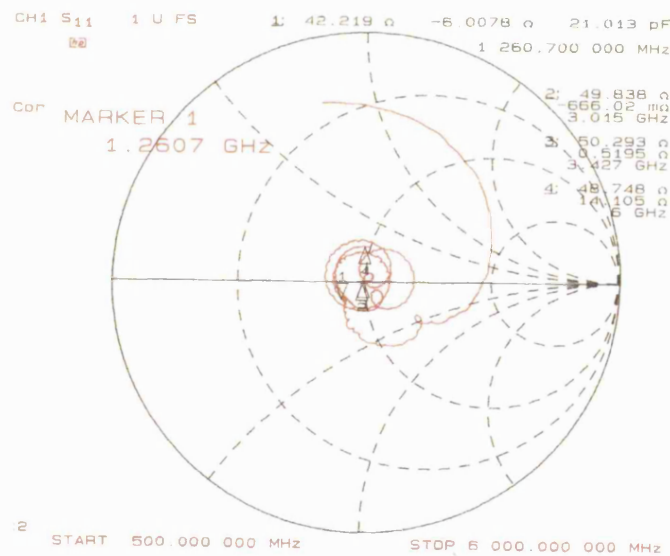 CH1 S11 1 U FS 1: 42.219 Ω -6.0078 Ω 21.013 pF
1 260.700 000 MHz
Cor MARKER 1
1.2607 GHz
2: 49.838 Ω
-666.02 mΩ
3.015 GHz
3: 50.293 Ω
0.5195 Ω
3.427 GHz
4: 48.748 Ω
14.105 Ω
6 GHz
1
4
3
2 START 500.000 000 MHz STOP 6 000.000 000 MHz